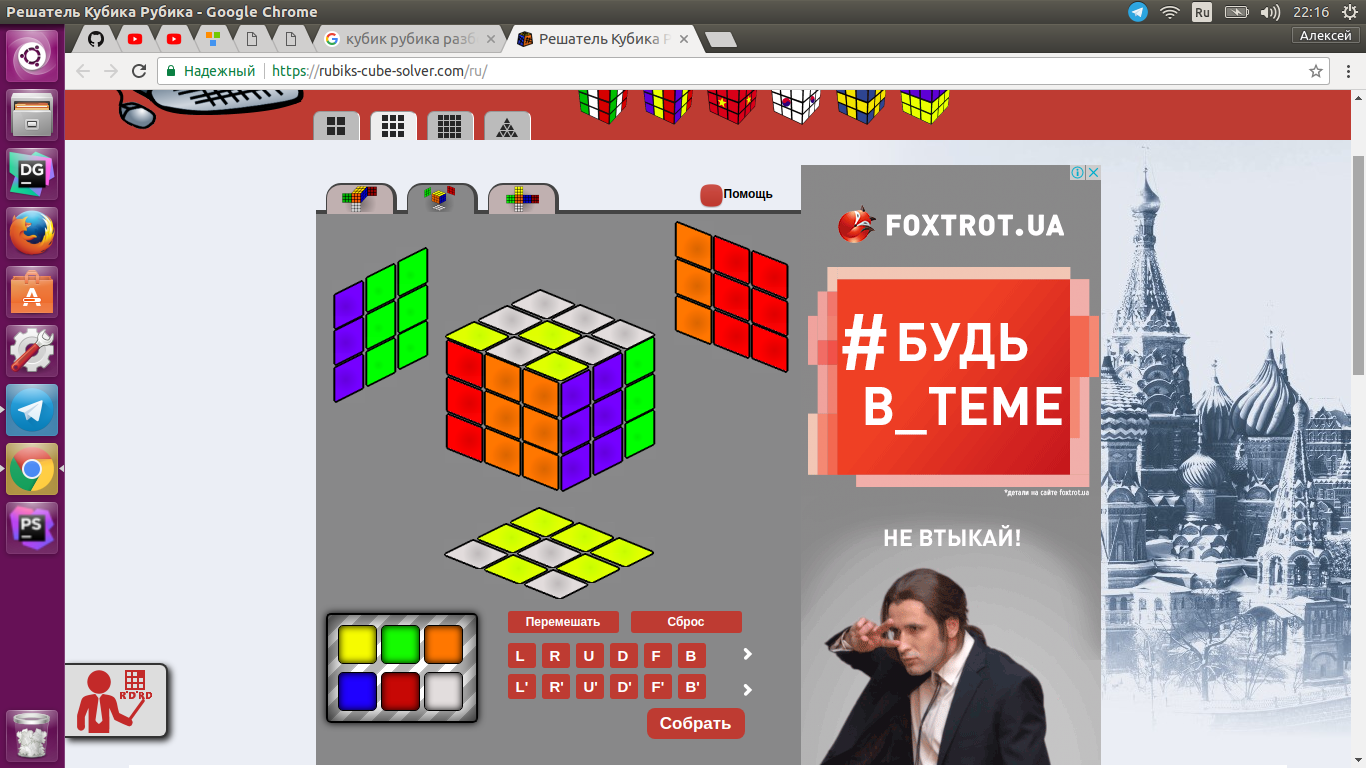 Решатель Кубика Рубика - Google Chrome
Ru
22:16
кубик рубика разб
Решатель Кубика Р
Алексей
Надежный
https://rubiks-cube-solver.com/ru/
DG
A
PS
Помощь
FOXTROT.UA
#БУДЬ
В_ТЕМЕ
*детали на сайте foxtrot.ua
НЕ ВТЫКАЙ!
Перемешать
Сброс
L R U D F B
L' R' U' D' F' B'
Собрать
R'D'RD